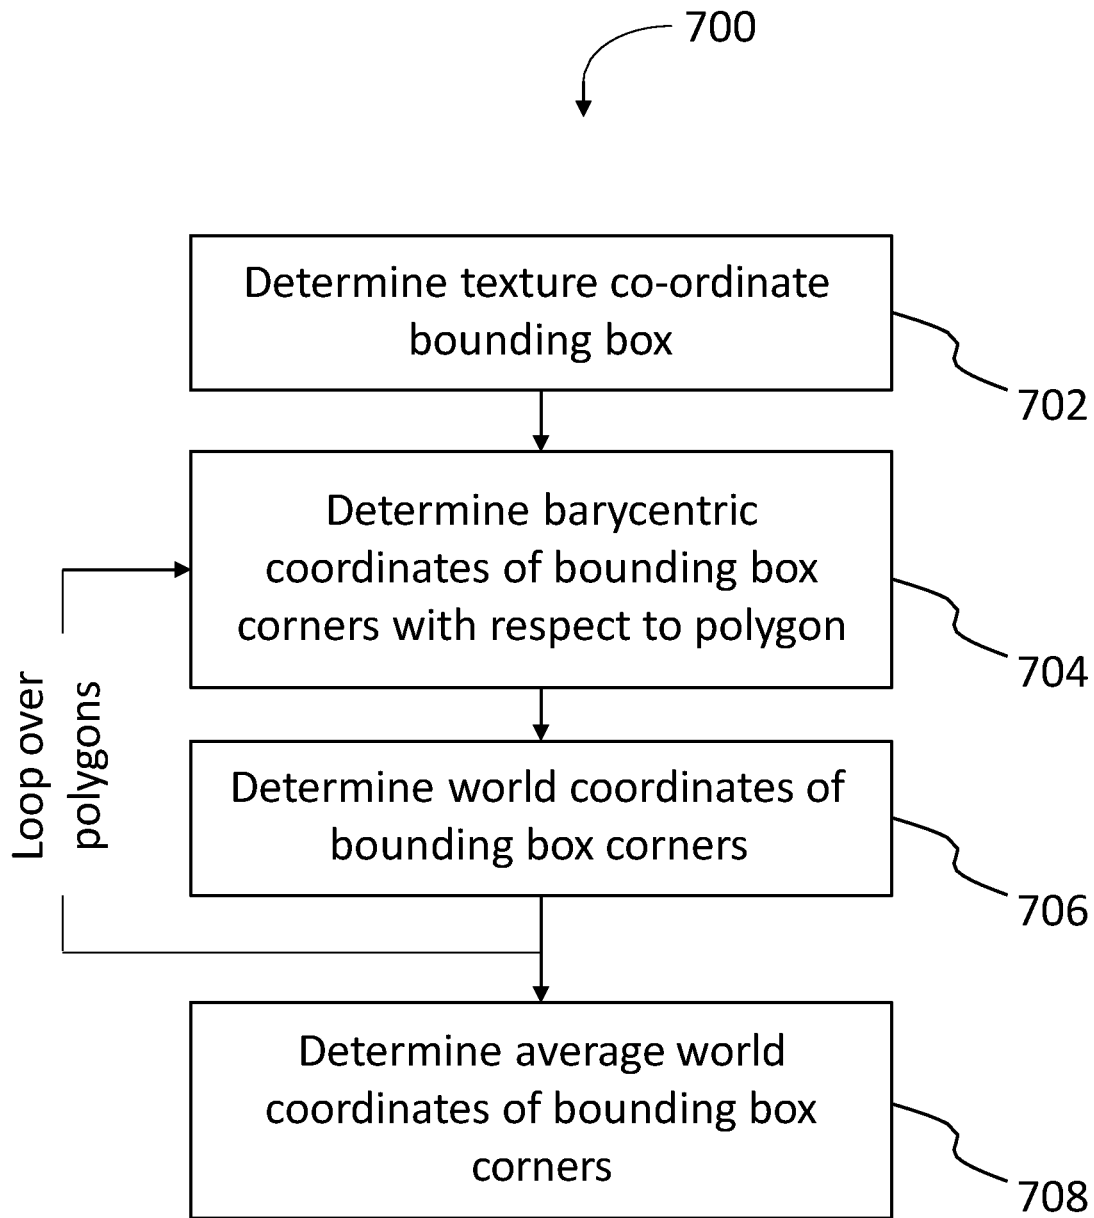 700
Determine texture co-ordinate
bounding box
702
Determine barycentric
coordinates of bounding box
corners with respect to polygon
704
Loop over
polygons
Determine world coordinates of
bounding box corners
706
Determine average world
coordinates of bounding box
corners
708